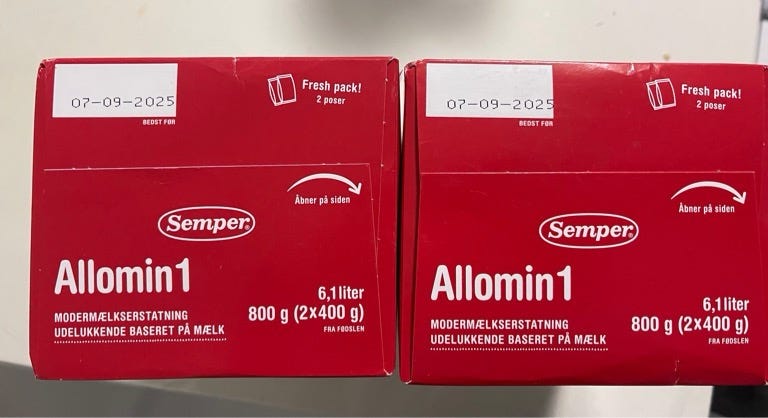 07-09-2025
BEDST FØR
Fresh pack!
2 poser
Åbner på siden
Semper®
Allomin1
MODERMÆLKSERSTATNING
UDELUKKENDE BASERET PÅ MÆLK
6,1 liter
800 g (2x400 g)
FRA FØDSLEN
07-09-2025
BEDST FØR
Fresh pack!
2 poser
Åbner på siden
Semper®
Allomin1
MODERMÆLKSERSTATNING
UDELUKKENDE BASERET PÅ MÆLK
6,1 liter
800 g (2x400 g)
FRA FØDSLEN